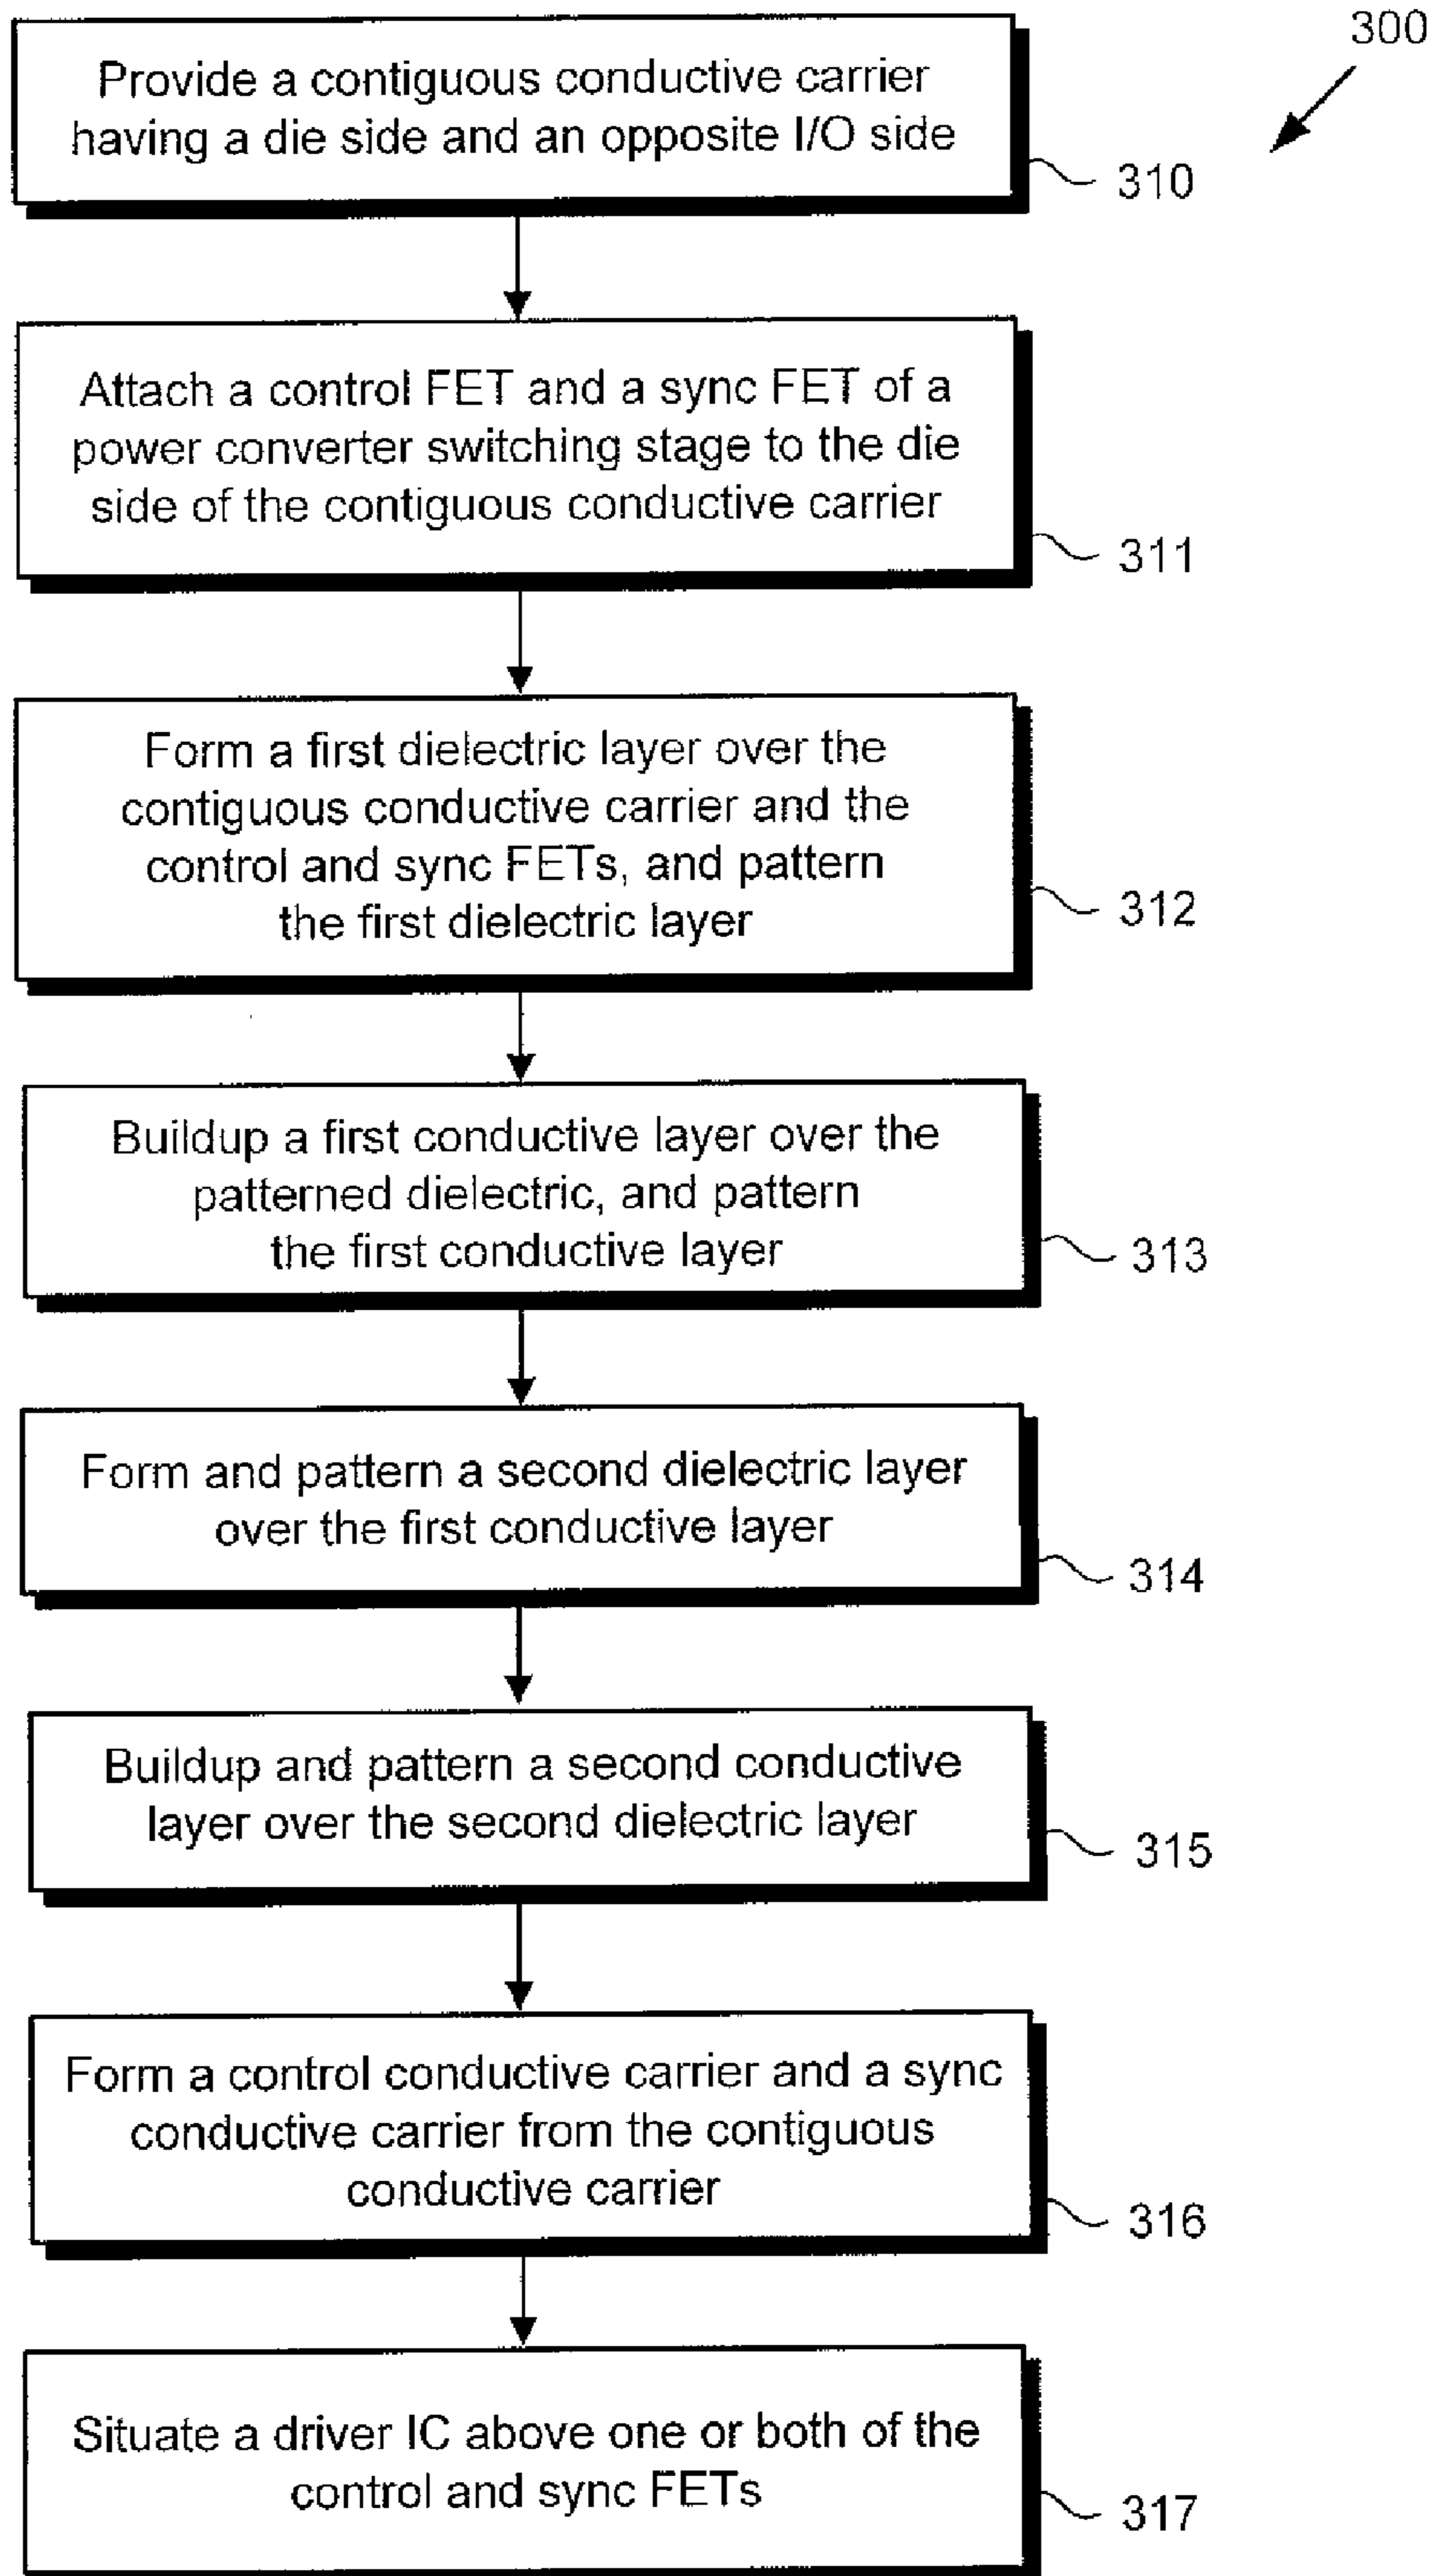 300
Provide a contiguous conductive carrier
having a die side and an opposite I/O side
310
Attach a control FET and a sync FET of a
power converter switching stage to the die
side of the contiguous conductive carrier
311
Form a first dielectric layer over the
contiguous conductive carrier and the
control and sync FETs, and pattern
the first dielectric layer
312
Buildup a first conductive layer over the
patterned dielectric, and pattern
the first conductive layer
313
Form and pattern a second dielectric layer
over the first conductive layer
314
Buildup and pattern a second conductive
layer over the second dielectric layer
315
Form a control conductive carrier and a sync
conductive carrier from the contiguous
conductive carrier
316
Situate a driver IC above one or both of the
control and sync FETs
317